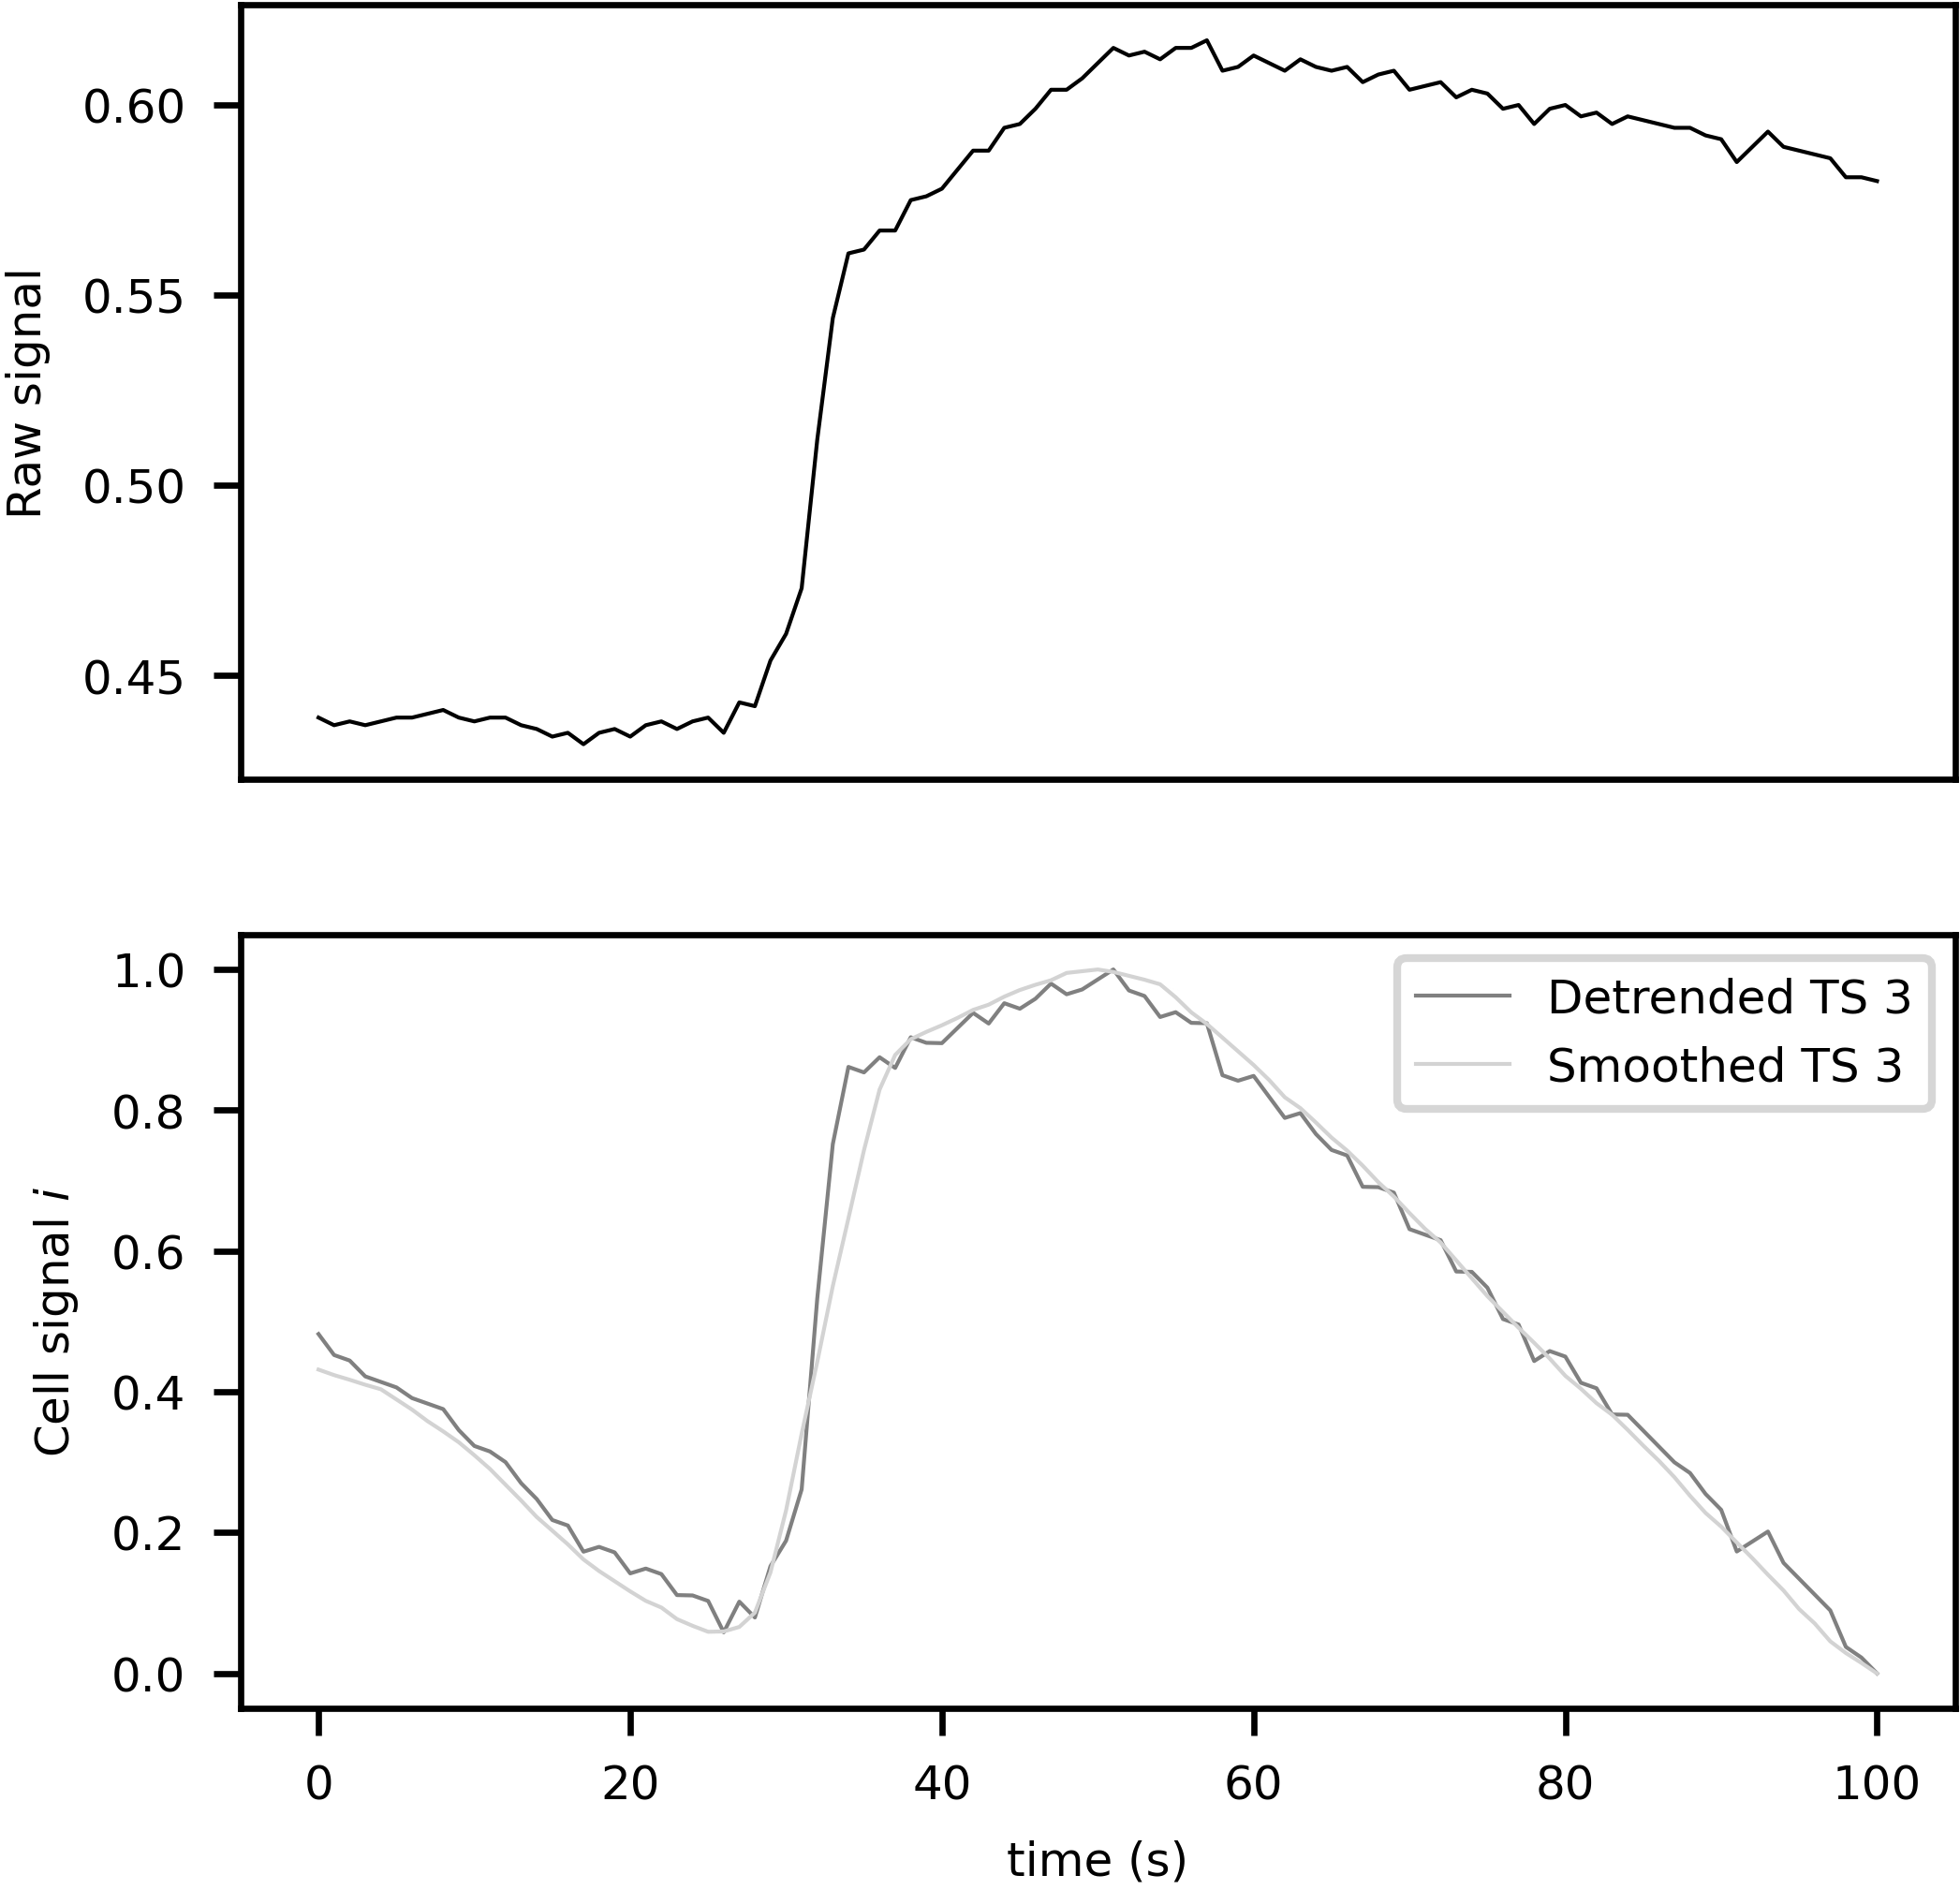 Raw signal
0.60
0.55
0.50
0.45
Cell signal i
1.0
0.8
0.6
0.4
0.2
0.0
Detrended TS 3
Smoothed TS 3
0 20 40 60 80 100
time (s)